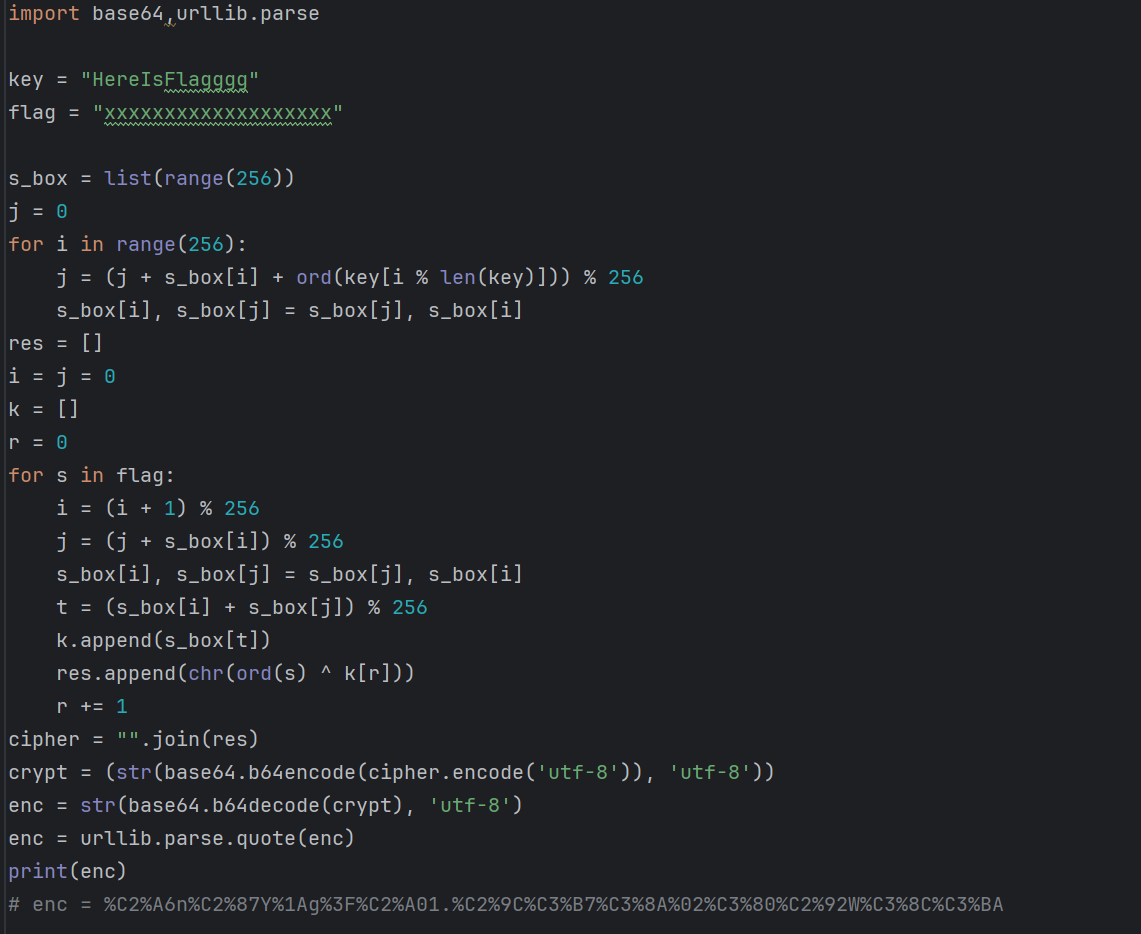 import base64,urllib.parse
key = "HereIsFlagggg"
flag = "xxxxxxxxxxxxxxxxxxx"
s_box = list(range(256))
j = 0
for i in range(256):
    j = (j + s_box[i] + ord(key[i % len(key)])) % 256
    s_box[i], s_box[j] = s_box[j], s_box[i]
res = []
i = j = 0
k = []
r = 0
for s in flag:
    i = (i + 1) % 256
    j = (j + s_box[i]) % 256
    s_box[i], s_box[j] = s_box[j], s_box[i]
    t = (s_box[i] + s_box[j]) % 256
    k.append(s_box[t])
    res.append(chr(ord(s) ^ k[r]))
    r += 1
cipher = "".join(res)
crypt = (str(base64.b64encode(cipher.encode('utf-8')), 'utf-8'))
enc = str(base64.b64decode(crypt), 'utf-8')
enc = urllib.parse.quote(enc)
print(enc)
# enc = %C2%A6n%C2%87Y%1Ag%3F%C2%A01.%C2%9C%C3%B7%C3%8A%02%C3%80%C2%92W%C3%8C%C3%BA